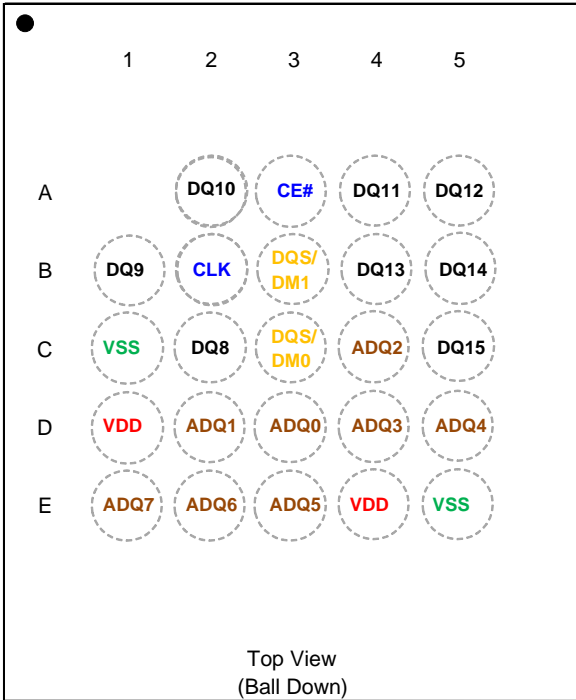 1 2 3 4 5
A DQ10 CE# DQ11 DQ12
B DQ9 CLK DQS/ DM1 DQ13 DQ14
C VSS DQ8 DQS/ DM0 ADQ2 DQ15
D VDD ADQ1 ADQ0 ADQ3 ADQ4
E ADQ7 ADQ6 ADQ5 VDD VSS
Top View
(Ball Down)